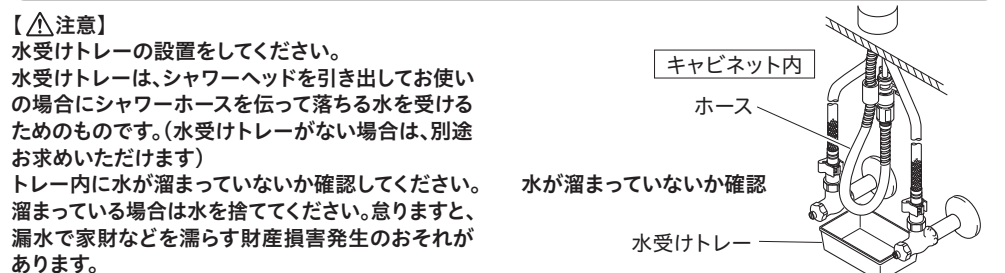 【⚠注意】
水受けトレーの設置をしてください。
水受けトレーは、シャワーヘッドを引き出してお使い
の場合にシャワーホースを伝って落ちる水を受ける
ためのものです。（水受けトレーがない場合は、別途
お求めいただけます）
トレー内に水が溜まっていないか確認してください。
溜まっている場合は水を捨ててください。怠りますと、
漏水で家財などを濡らす財産損害発生のおそれが
あります。
キャビネット内
ホース
水が溜まっていないか確認
水受けトレー